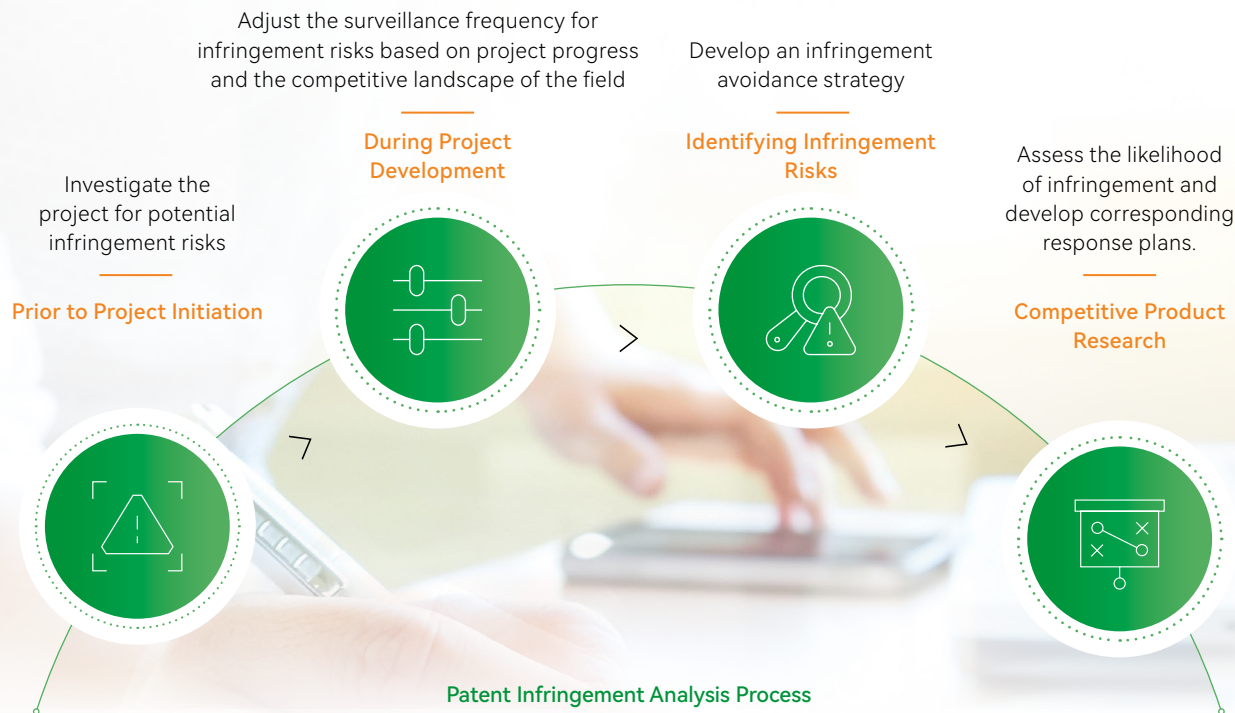 Investigate the
project for potential
infringement risks
Prior to Project Initiation
Adjust the surveillance frequency for
infringement risks based on project progress
and the competitive landscape of the field
During Project
Development
Develop an infringement
avoidance strategy
Identifying Infringement
Risks
Assess the likelihood
of infringement and
develop corresponding
response plans.
Competitive Product
Research
Patent Infringement Analysis Process